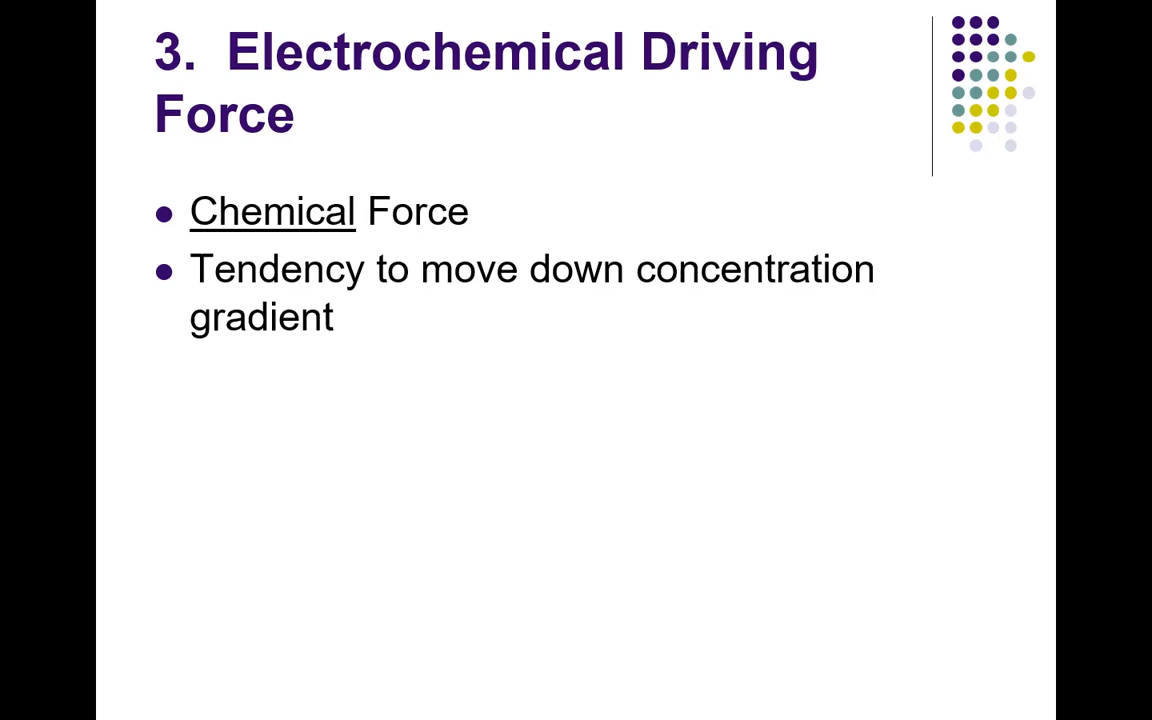 3. Electrochemical Driving
Force
Chemical Force
Tendency to move down concentration
gradient